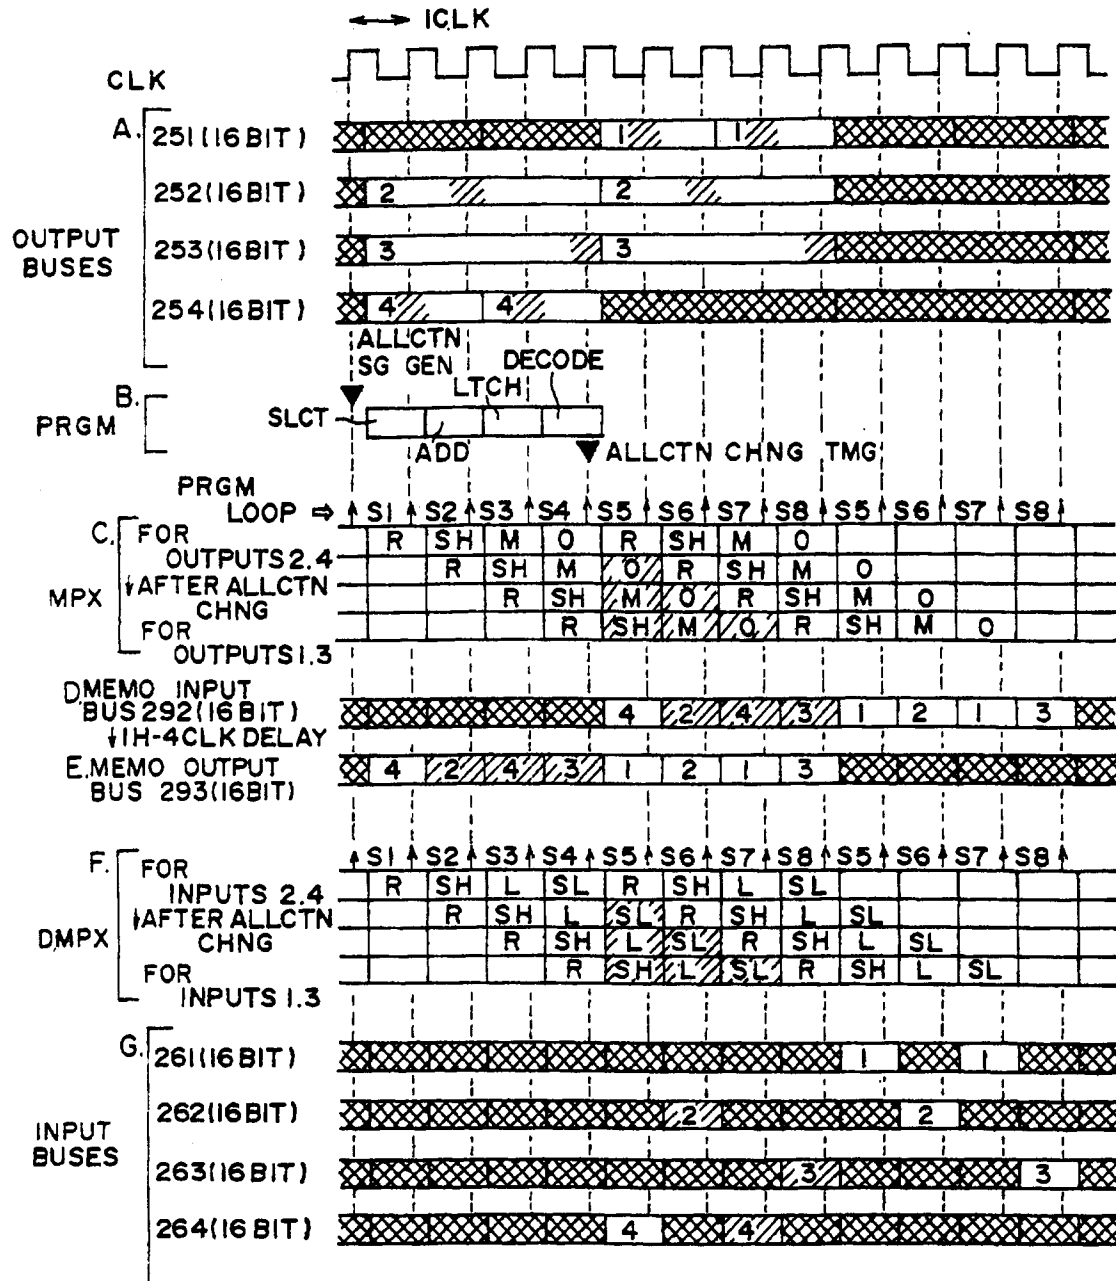 1CLK
CLK
A. 251(16BIT) 1 1
252(16BIT) 2 2
OUTPUT BUSES
253(16BIT) 3 3
254(16BIT) 4 4
ALLCTN SG GEN
DECODE
LTCH
B. PRGM
SLCT
ADD
ALLCTN CHNG TMG
PRGM LOOP ⇒ S1 S2 S3 S4 S5 S6 S7 S8 S5 S6 S7 S8
C. MPX
FOR OUTPUTS 2.4 R SH M O R SH M O
R SH M O R SH M O
↓AFTER ALLCTN CHNG
R SH M O R SH M O
FOR OUTPUTS 1.3 R SH M O R SH M O
D. MEMO INPUT BUS 292(16BIT) 4 2 4 3 1 2 1 3
↓1H-4CLK DELAY
E. MEMO OUTPUT BUS 293(16BIT) 4 2 4 3 1 2 1 3
S1 S2 S3 S4 S5 S6 S7 S8 S5 S6 S7 S8
F. DMPX
FOR INPUTS 2.4 R SH L SL R SH L SL
R SH L SL R SH L SL
↓AFTER ALLCTN CHNG
R SH L SL R SH L SL
FOR INPUTS 1.3 R SH L SL R SH L SL
G. 261(16BIT) 1 1
262(16BIT) 2 2
INPUT BUSES
263(16BIT) 3 3
264(16BIT) 4 4